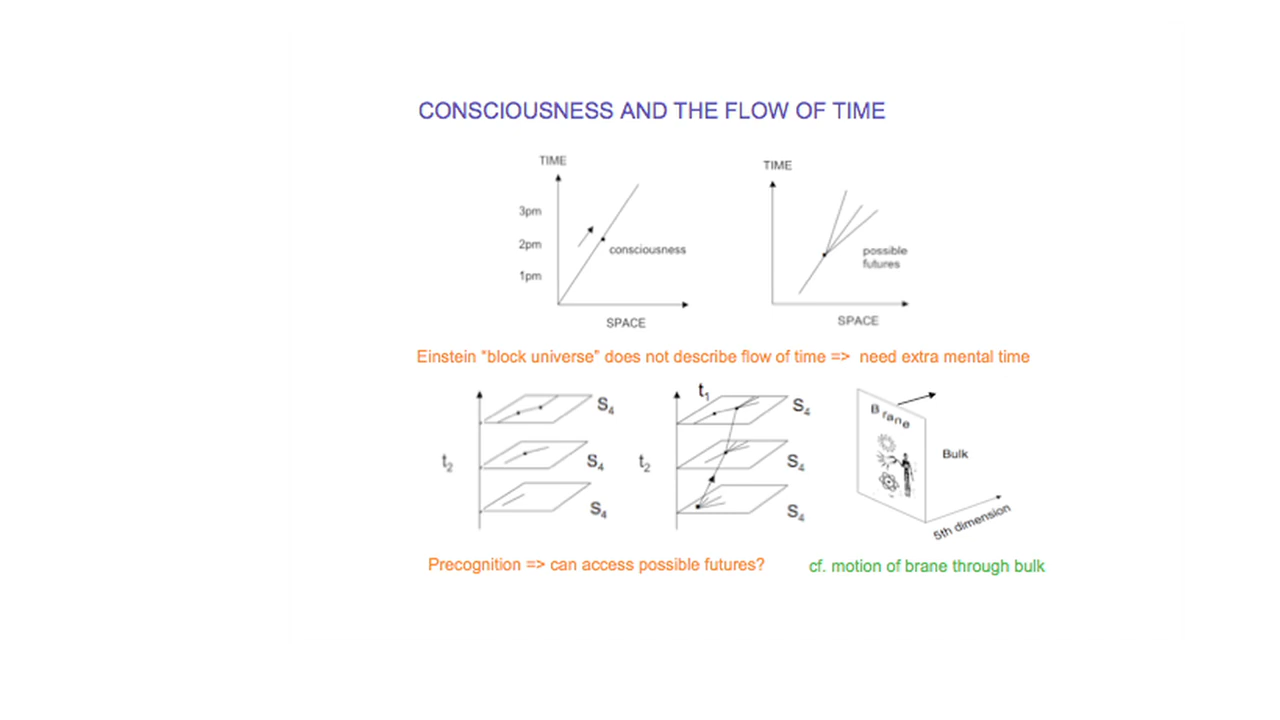 CONSCIOUSNESS AND THE FLOW OF TIME
TIME
3pm
2pm
1pm
consciousness
SPACE
TIME
possible
futures
SPACE
Einstein "block universe" does not describe flow of time => need extra mental time
t2
S4
S4
S4
t1
t2
S4
S4
S4
Brane
Bulk
5th dimension
Precognition => can access possible futures?
cf. motion of brane through bulk